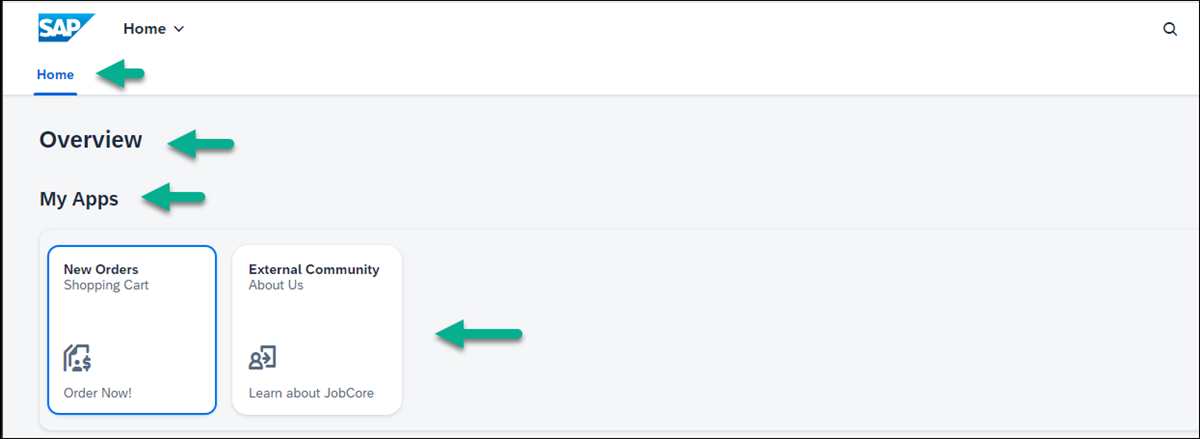 SAP Home
Home
Overview
My Apps
New Orders
Shopping Cart
Order Now!
External Community
About Us
Learn about JobCore